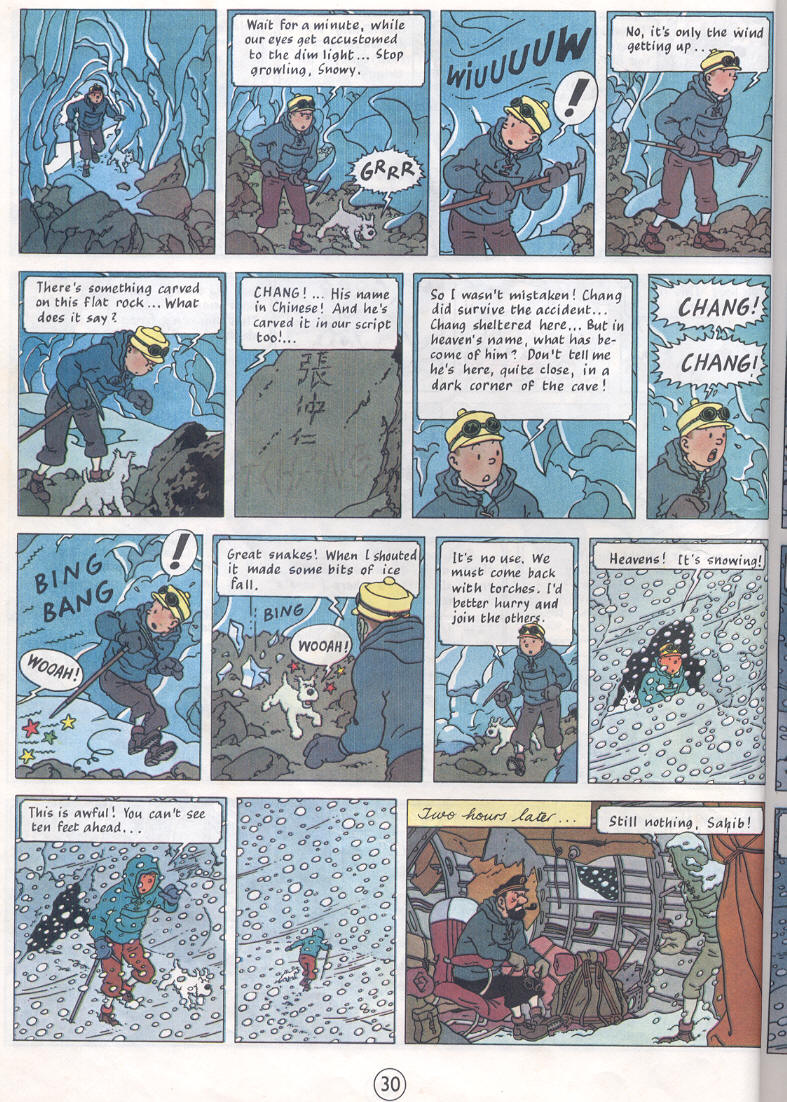 Wait for a minute, while
our eyes get accustomed
to the dim light... Stop
growling, Snowy.
GRRR
WIUUUUW
!
No, it's only the wind
getting up...
There's something carved
on this flat rock... What
does it say?
CHANG! ... His name
in Chinese! And he's
carved it in our script
too!...
張
仲
仁
TCHANG
So I wasn't mistaken! Chang
did survive the accident...
Chang sheltered here... But in
heaven's name, what has be-
come of him? Don't tell me
he's here, quite close, in a
dark corner of the cave!
CHANG!
CHANG!
BING
BANG
!
WOOAH!
Great snakes! When I shouted
it made some bits of ice
fall.
BING
WOOAH!
It's no use. We
must come back
with torches. I'd
better hurry and
join the others.
Heavens! It's snowing!
This is awful! You can't see
ten feet ahead...
Two hours later...
Still nothing, Sahib!
30